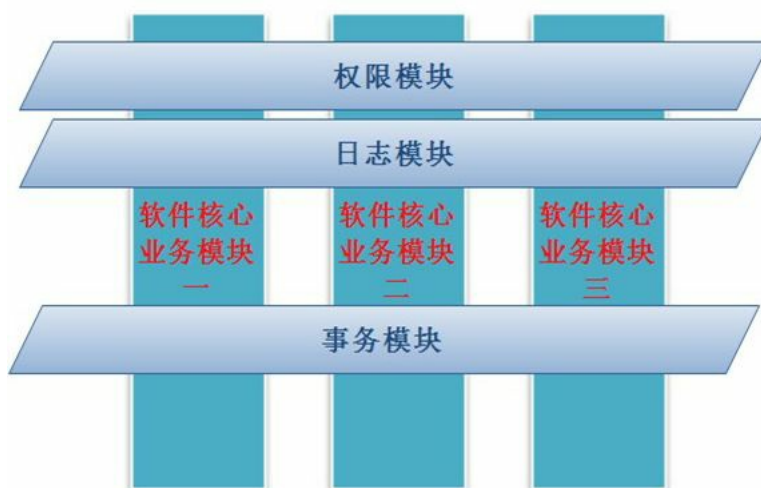 权限模块
日志模块
软件核心
业务模块
一
软件核心
业务模块
二
软件核心
业务模块
三
事务模块